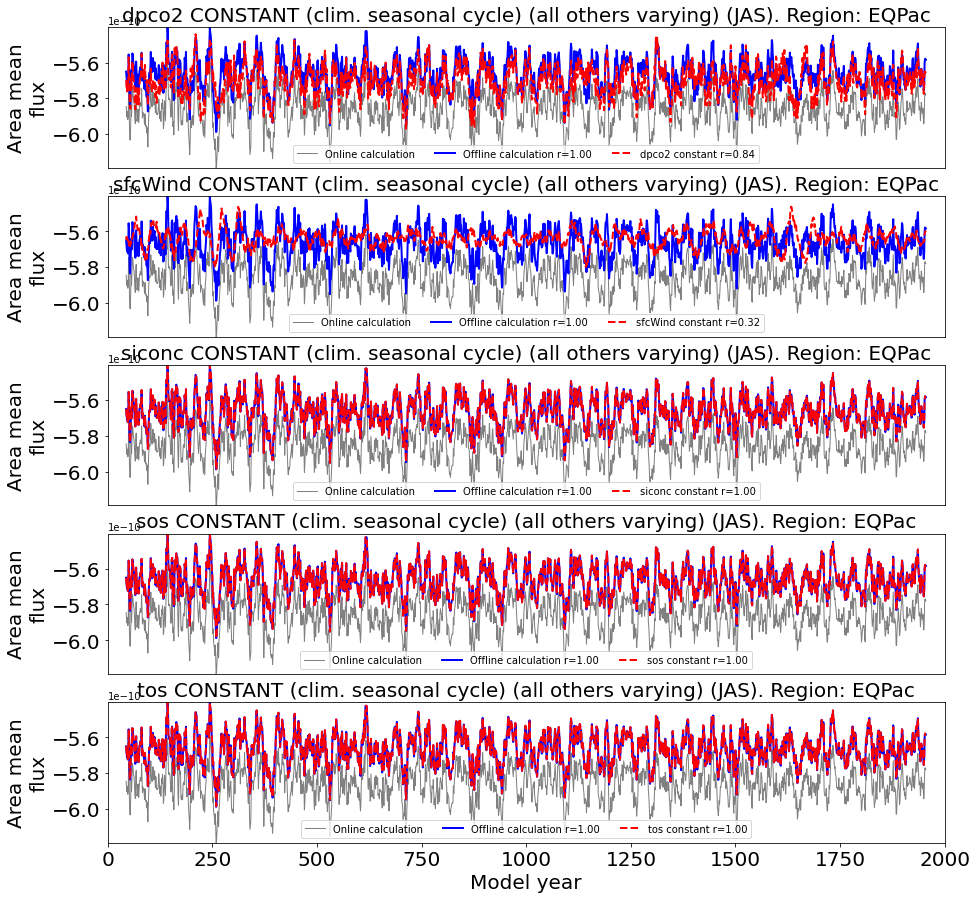 dpco2 CONSTANT (clim. seasonal cycle) (all others varying) (JAS). Region: EQPac
1e−10
Area mean
flux
−5.6
−5.8
−6.0
Online calculation
Offline calculation r=1.00
dpco2 constant r=0.84
sfcWind CONSTANT (clim. seasonal cycle) (all others varying) (JAS). Region: EQPac
1e−10
Area mean
flux
−5.6
−5.8
−6.0
Online calculation
Offline calculation r=1.00
sfcWind constant r=0.32
siconc CONSTANT (clim. seasonal cycle) (all others varying) (JAS). Region: EQPac
1e−10
Area mean
flux
−5.6
−5.8
−6.0
Online calculation
Offline calculation r=1.00
siconc constant r=1.00
sos CONSTANT (clim. seasonal cycle) (all others varying) (JAS). Region: EQPac
1e−10
Area mean
flux
−5.6
−5.8
−6.0
Online calculation
Offline calculation r=1.00
sos constant r=1.00
tos CONSTANT (clim. seasonal cycle) (all others varying) (JAS). Region: EQPac
1e−10
Area mean
flux
−5.6
−5.8
−6.0
Online calculation
Offline calculation r=1.00
tos constant r=1.00
0 250 500 750 1000 1250 1500 1750 2000
Model year